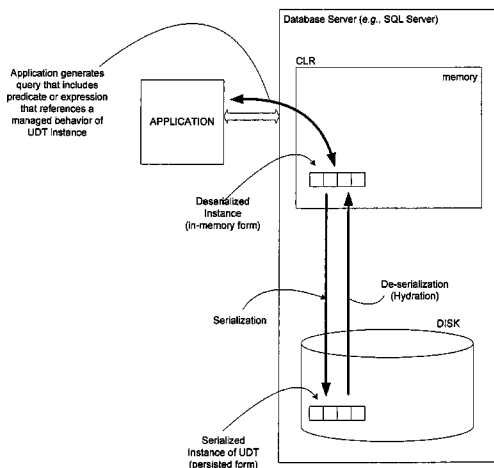 Database Server (e.g., SQL Server)
CLR
memory
Application generates
query that includes
predicate or expression
that references a
managed behavior of
UDT Instance
APPLICATION
Deserialized
Instance
(in-memory form)
De-serialization
(Hydration)
Serialization
DISK
Serialized
Instance of UDT
(persisted form)